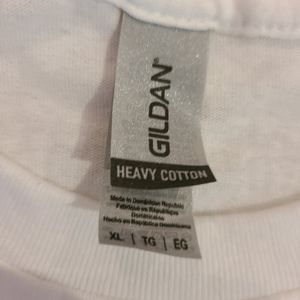 GILDAN®
HEAVY COTTON
Made in Dominican Republic
Fabriqué en République
Dominicaine
Hecho en República Dominicana
XL | TG | EG